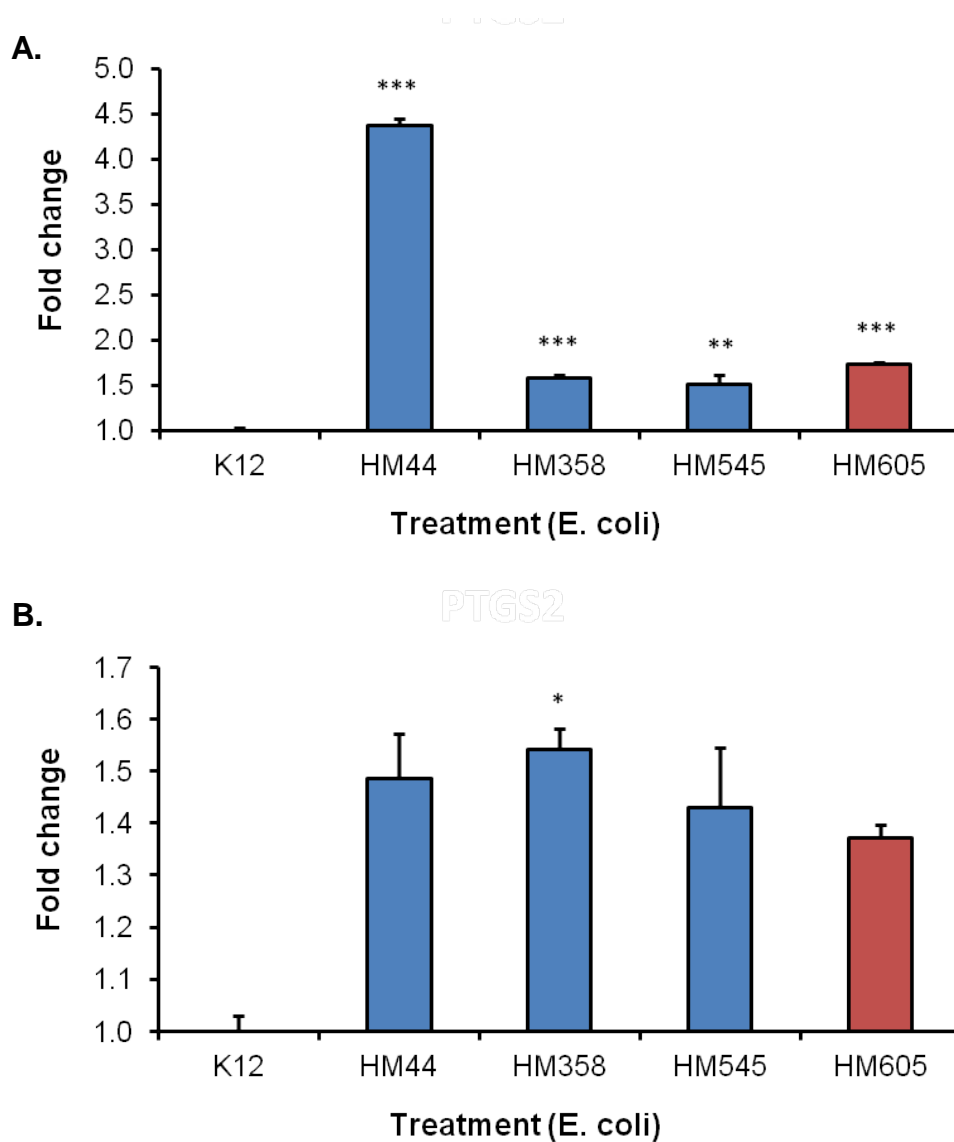 PTGS2
A.
5.0
***
4.5
4.0
3.5
3.0
2.5
2.0
1.5
1.0
Fold change
***
**
***
K12 HM44 HM358 HM545 HM605
Treatment (E. coli)
PTGS2
B.
1.7
1.6
1.5
1.4
1.3
1.2
1.1
1.0
Fold change
*
K12 HM44 HM358 HM545 HM605
Treatment (E. coli)